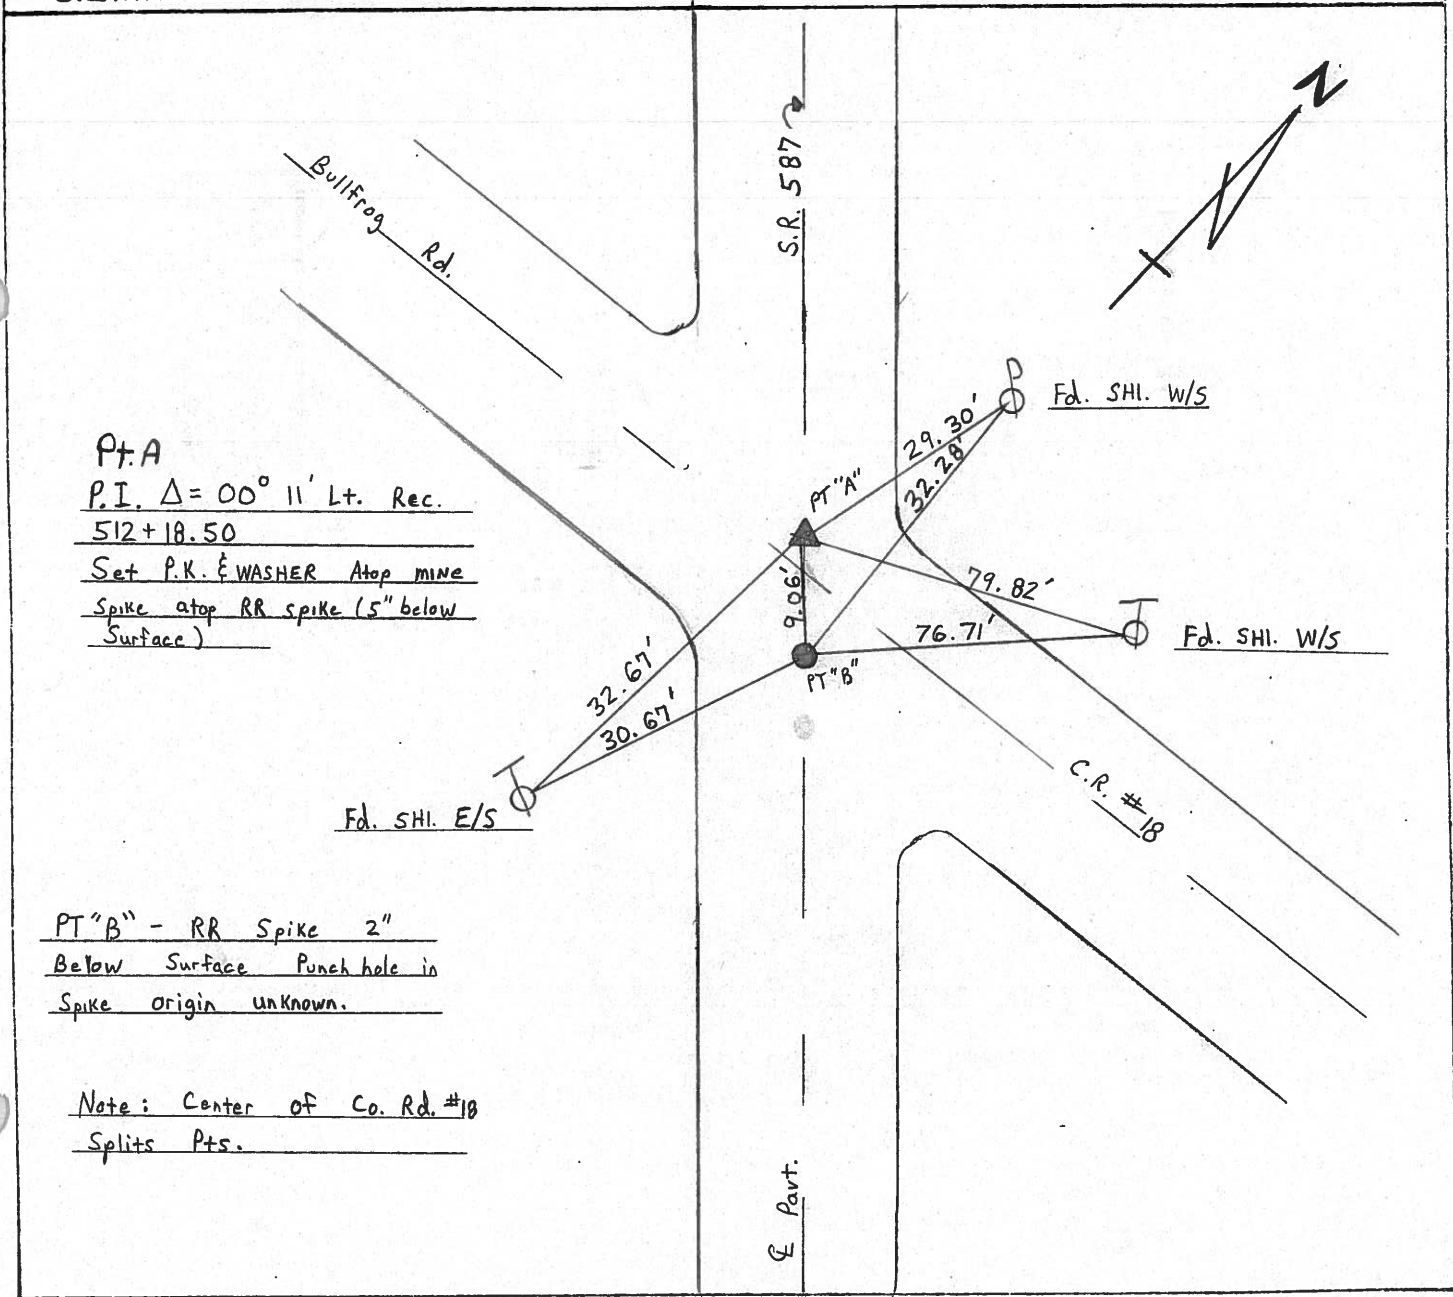 N
S.R. 587
Bullfrog Rd.
Fd. SHI. W/S
29.30'
32.28'
Pt. A
P.I. Δ = 00° 11' Lt. Rec.
512+18.50
Set P.K. & WASHER Atop mine
Spike atop RR spike (5" below
Surface)
PT "A"
9.06'
79.82'
76.71'
Fd. SHI. W/S
PT "B"
32.67'
30.67'
Fd. SHI. E/S
C.R. #18
PT "B" - RR Spike 2"
Below Surface Punch hole in
Spike origin unknown.
Note: Center of Co. Rd. #18
Splits Pts.
℄ Pavt.